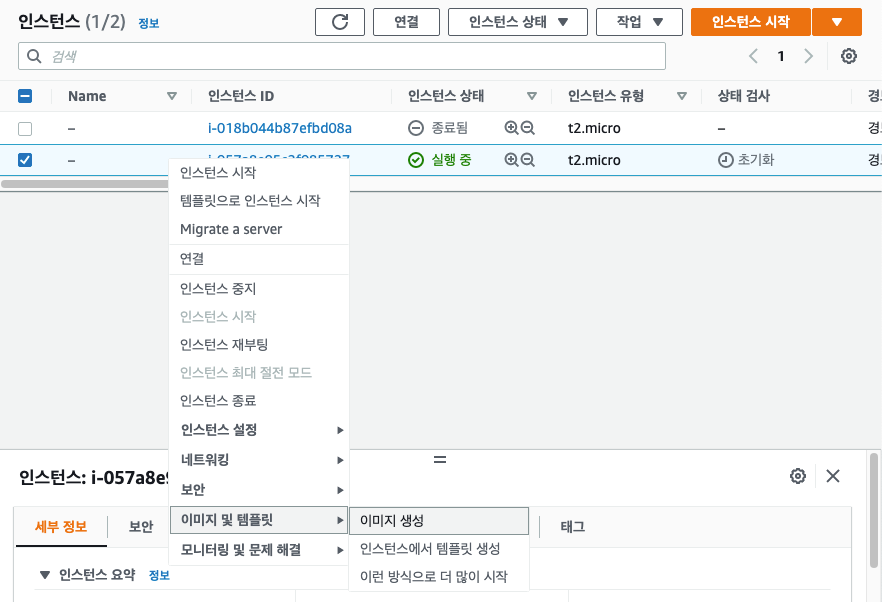 인스턴스 (1/2) 정보 연결 인스턴스 상태 작업 인스턴스 시작
검색 1
Name 인스턴스 ID 인스턴스 상태 인스턴스 유형 상태 검사
– i-018b044b87efbd08a 종료됨 t2.micro –
– 실행 중 t2.micro 초기화
인스턴스 시작
템플릿으로 인스턴스 시작
Migrate a server
연결
인스턴스 중지
인스턴스 시작
인스턴스 재부팅
인스턴스 최대 절전 모드
인스턴스 종료
인스턴스 설정
네트워킹
보안
이미지 및 템플릿
모니터링 및 문제 해결
이미지 생성
인스턴스에서 템플릿 생성
이런 방식으로 더 많이 시작
인스턴스: i-057a8e9
세부 정보 보안 태그
인스턴스 요약 정보